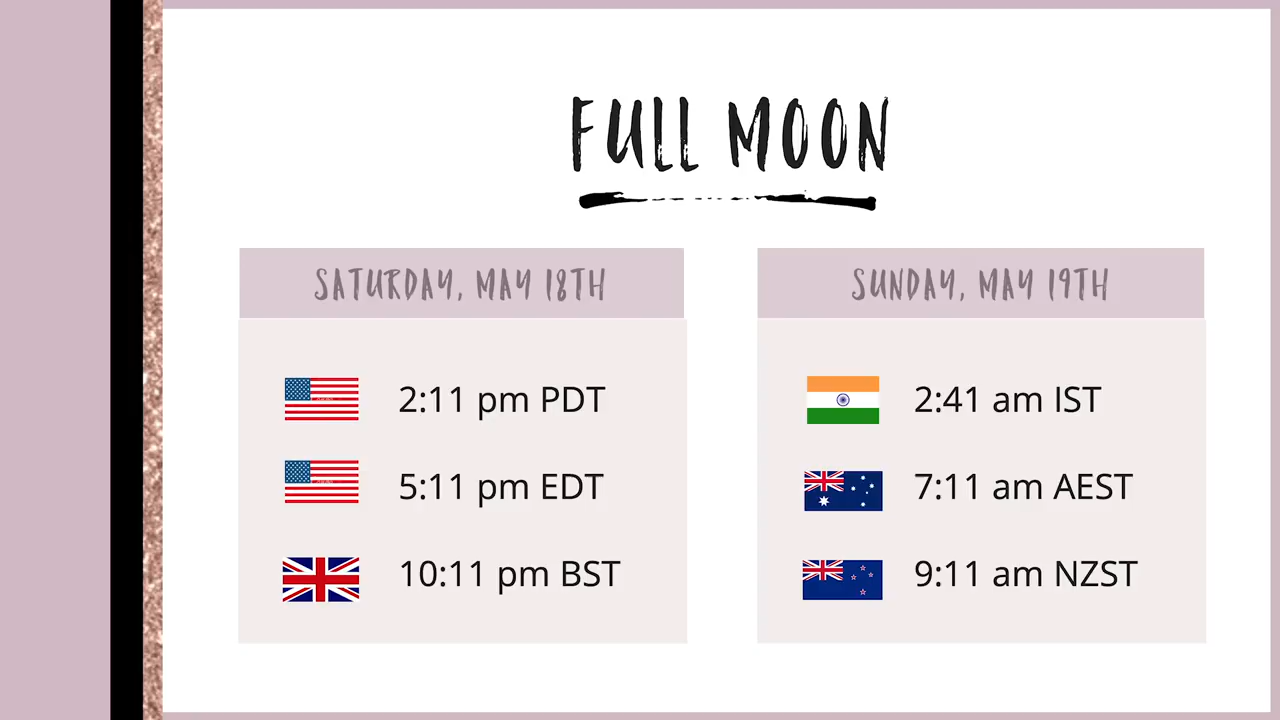 FULL MOON
SATURDAY, MAY 18TH
2:11 pm PDT
5:11 pm EDT
10:11 pm BST
SUNDAY, MAY 19TH
2:41 am IST
7:11 am AEST
9:11 am NZST